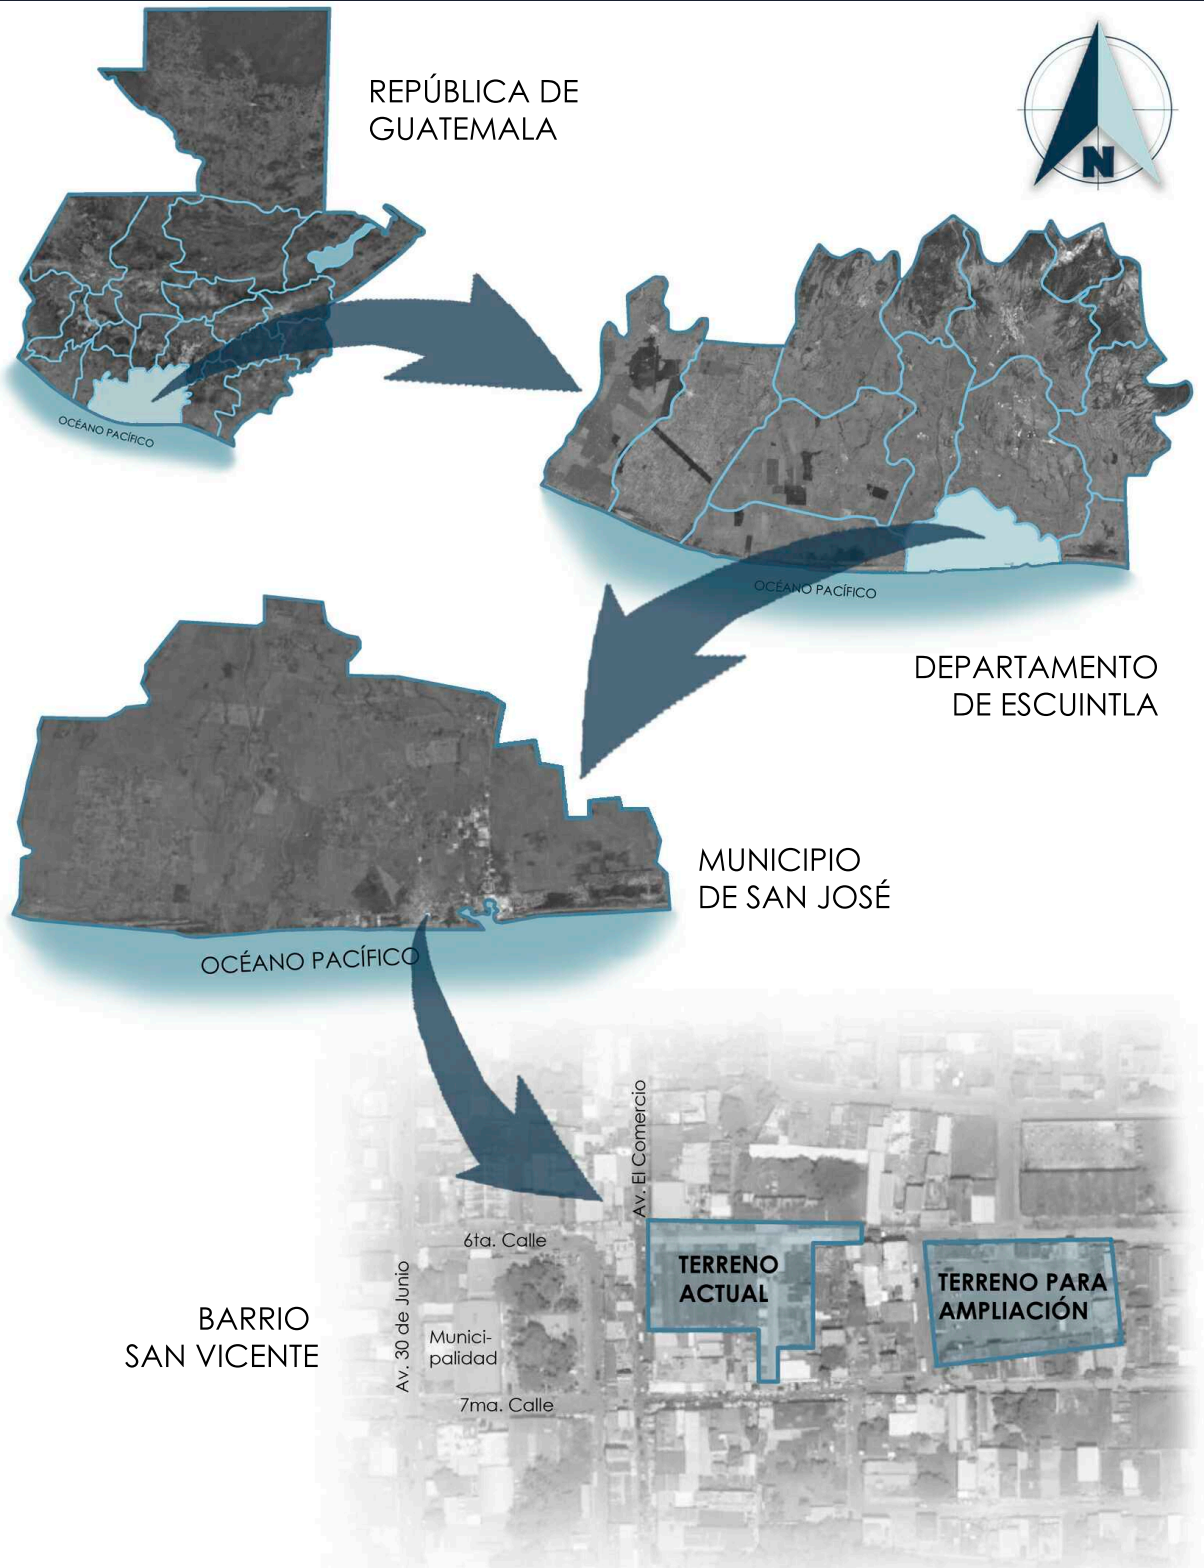 REPÚBLICA DE
GUATEMALA
N
OCÉANO PACÍFICO
OCÉANO PACÍFICO
DEPARTAMENTO
DE ESCUINTLA
MUNICIPIO
DE SAN JOSÉ
OCÉANO PACÍFICO
Av. El Comercio
6ta. Calle
TERRENO
ACTUAL
TERRENO PARA
AMPLIACIÓN
Av. 30 de Junio
BARRIO
SAN VICENTE
Munici-
palidad
7ma. Calle